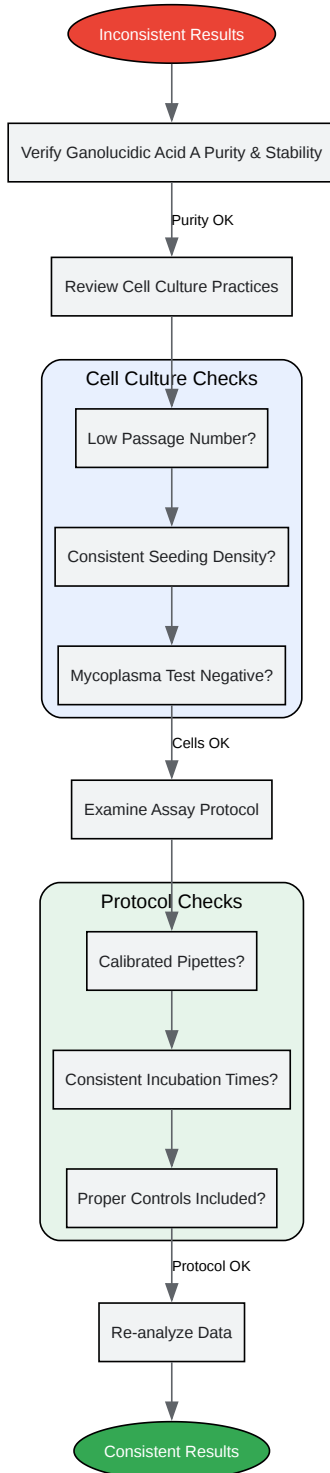 Inconsistent Results
Verify Ganolucidic Acid A Purity & Stability
Purity OK
Review Cell Culture Practices
Cell Culture Checks
Low Passage Number?
Consistent Seeding Density?
Mycoplasma Test Negative?
Cells OK
Examine Assay Protocol
Protocol Checks
Calibrated Pipettes?
Consistent Incubation Times?
Proper Controls Included?
Protocol OK
Re-analyze Data
Consistent Results